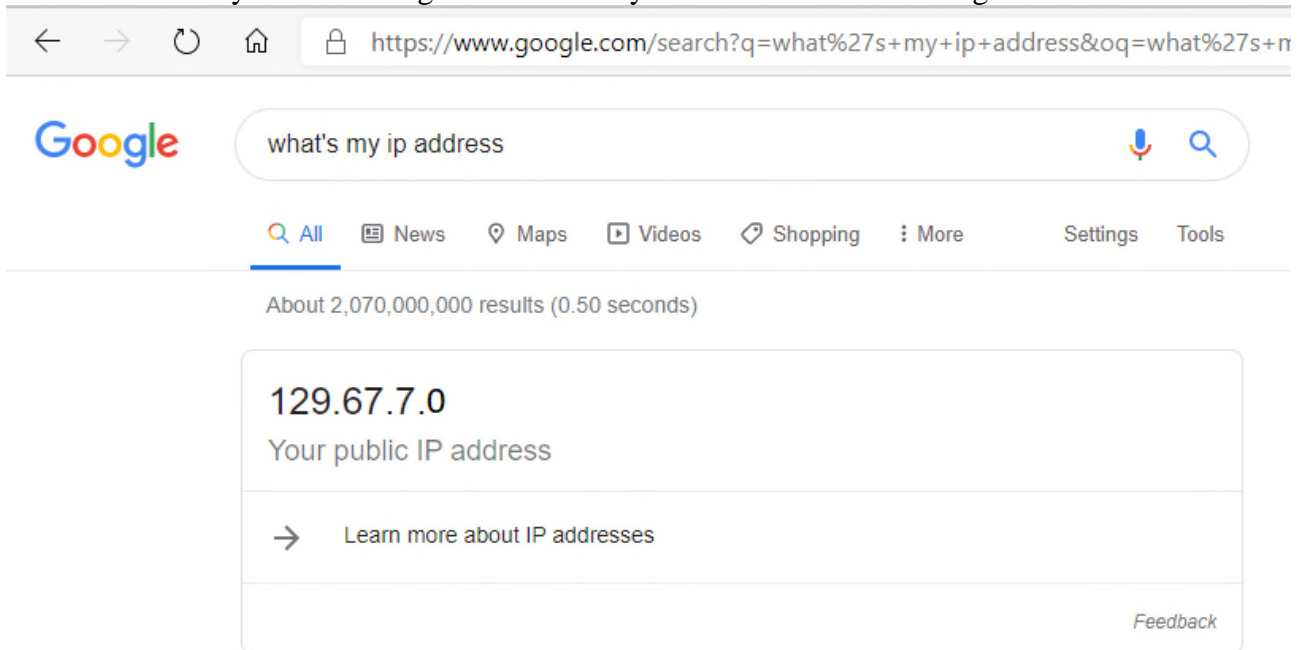 https://www.google.com/search?q=what%27s+my+ip+address&oq=what%27s+m
Google
what's my ip address
All News Maps Videos Shopping More Settings Tools
About 2,070,000,000 results (0.50 seconds)
129.67.7.0
Your public IP address
Learn more about IP addresses
Feedback